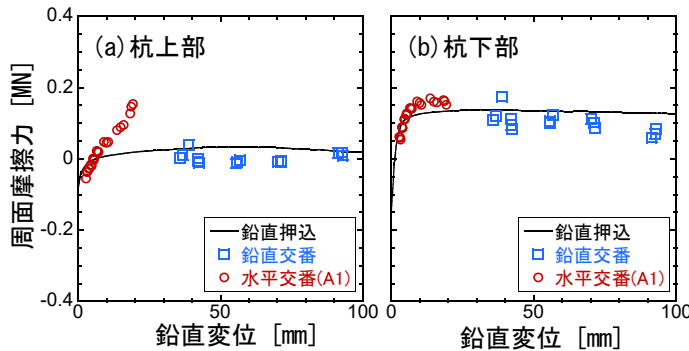 周面摩擦力 [MN]
0.4
0.2
0
-0.2
-0.4
(a)杭上部
鉛直押込
鉛直交番
水平交番(A1)
0
50
100
鉛直変位 [mm]
(b)杭下部
鉛直押込
鉛直交番
水平交番(A1)
0
50
100
鉛直変位 [mm]